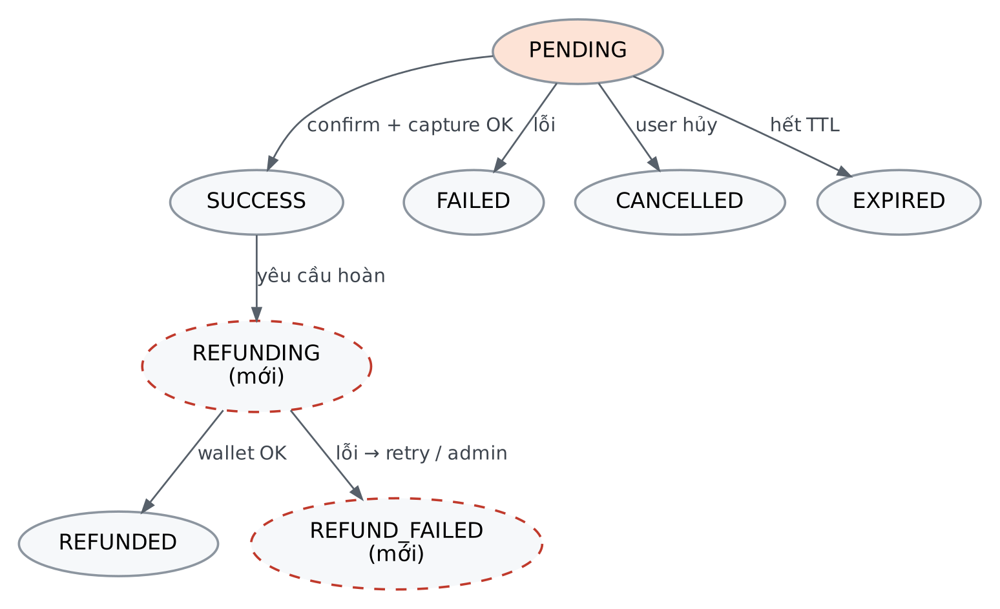 PENDING
confirm + capture OK
lỗi
user hủy
hết TTL
SUCCESS
FAILED
CANCELLED
EXPIRED
yêu cầu hoàn
REFUNDING
(mới)
wallet OK
lỗi → retry / admin
REFUNDED
REFUND_FAILED
(mới)